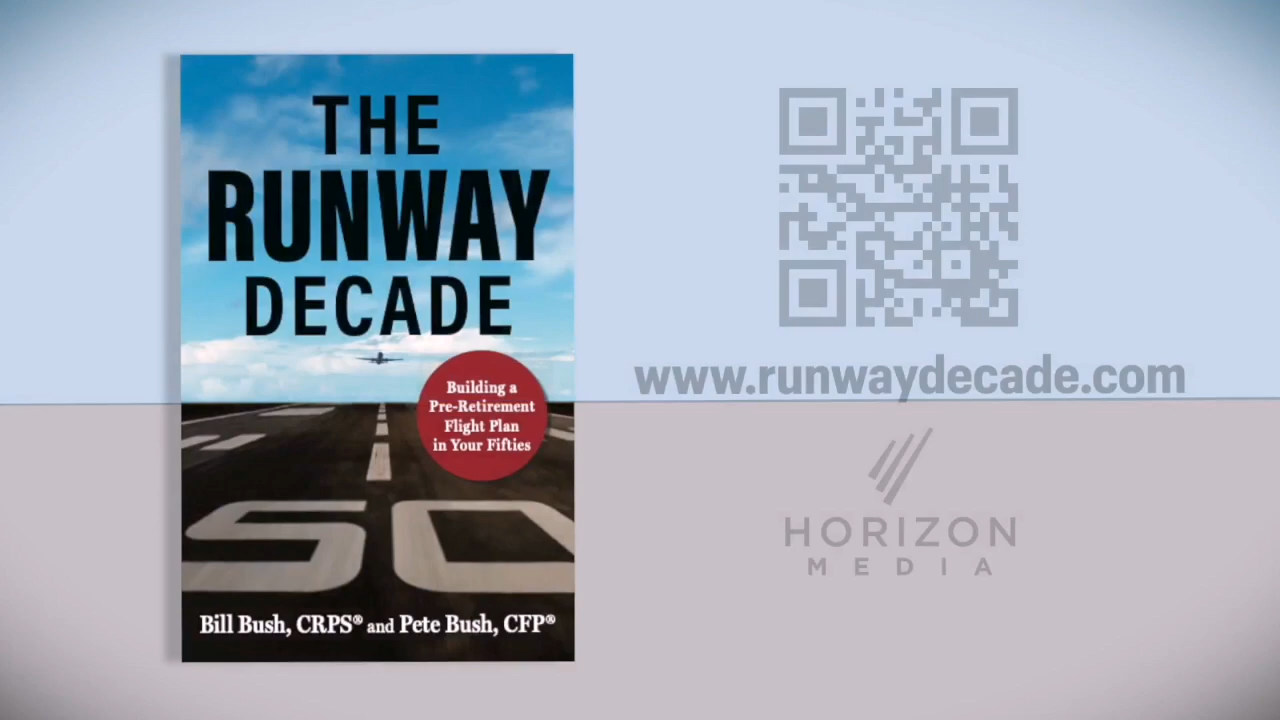 THE
RUNWAY
DECADE
Building a
Pre-Retirement
Flight Plan
in Your Fifties
50
Bill Bush, CRPS® and Pete Bush, CFP®
www.runwaydecade.com
HORIZON
MEDIA